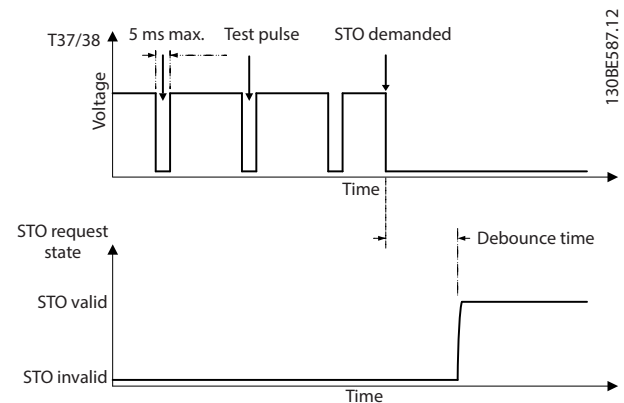 T37/38
5 ms max.
Test pulse
STO demanded
130BE587.12
Voltage
Time
STO request
state
Debounce time
STO valid
STO invalid
Time